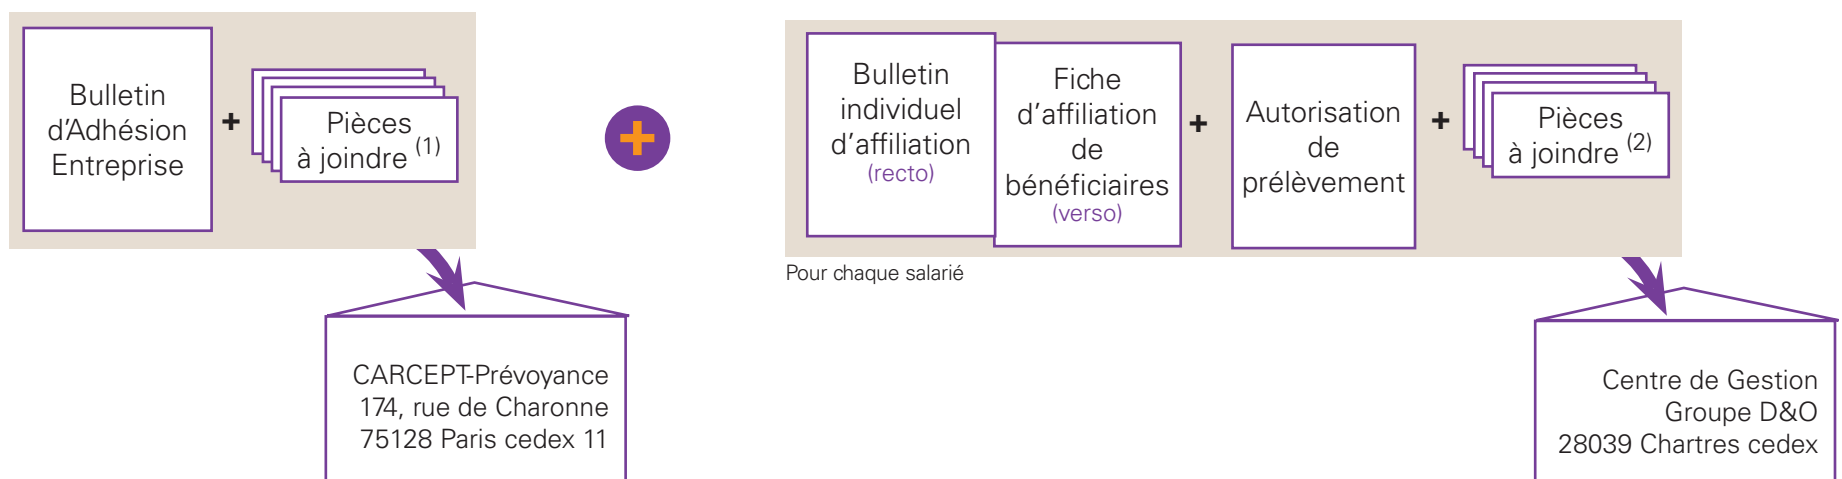 Bulletin
d'Adhésion
Entreprise
+
Pièces
à joindre (1)
+
Bulletin
individuel
d'affiliation
(recto)
Fiche
d'affiliation
de
bénéficiaires
(verso)
+
Autorisation
de
prélèvement
+
Pièces
à joindre (2)
Pour chaque salarié
CARCEPT-Prévoyance
174, rue de Charonne
75128 Paris cedex 11
Centre de Gestion
Groupe D&O
28039 Chartres cedex